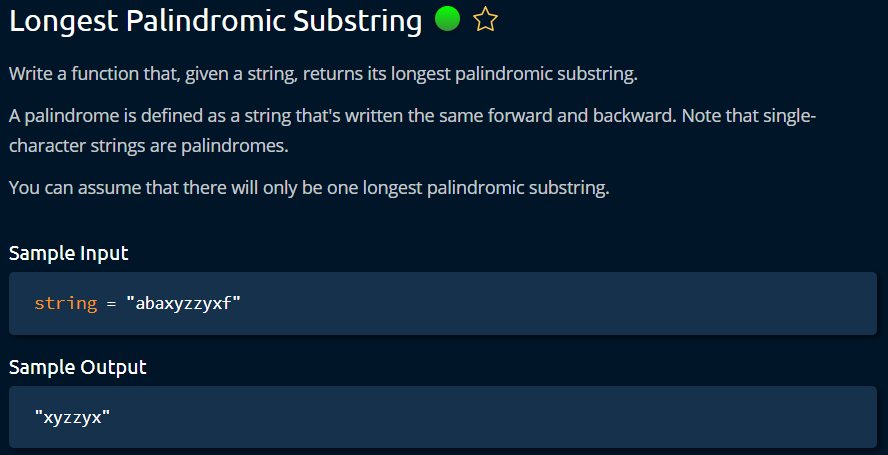 Longest Palindromic Substring
Write a function that, given a string, returns its longest palindromic substring.
A palindrome is defined as a string that's written the same forward and backward. Note that single-
character strings are palindromes.
You can assume that there will only be one longest palindromic substring.
Sample Input
string = "abaxyzzyxf"
Sample Output
"xyzzyx"